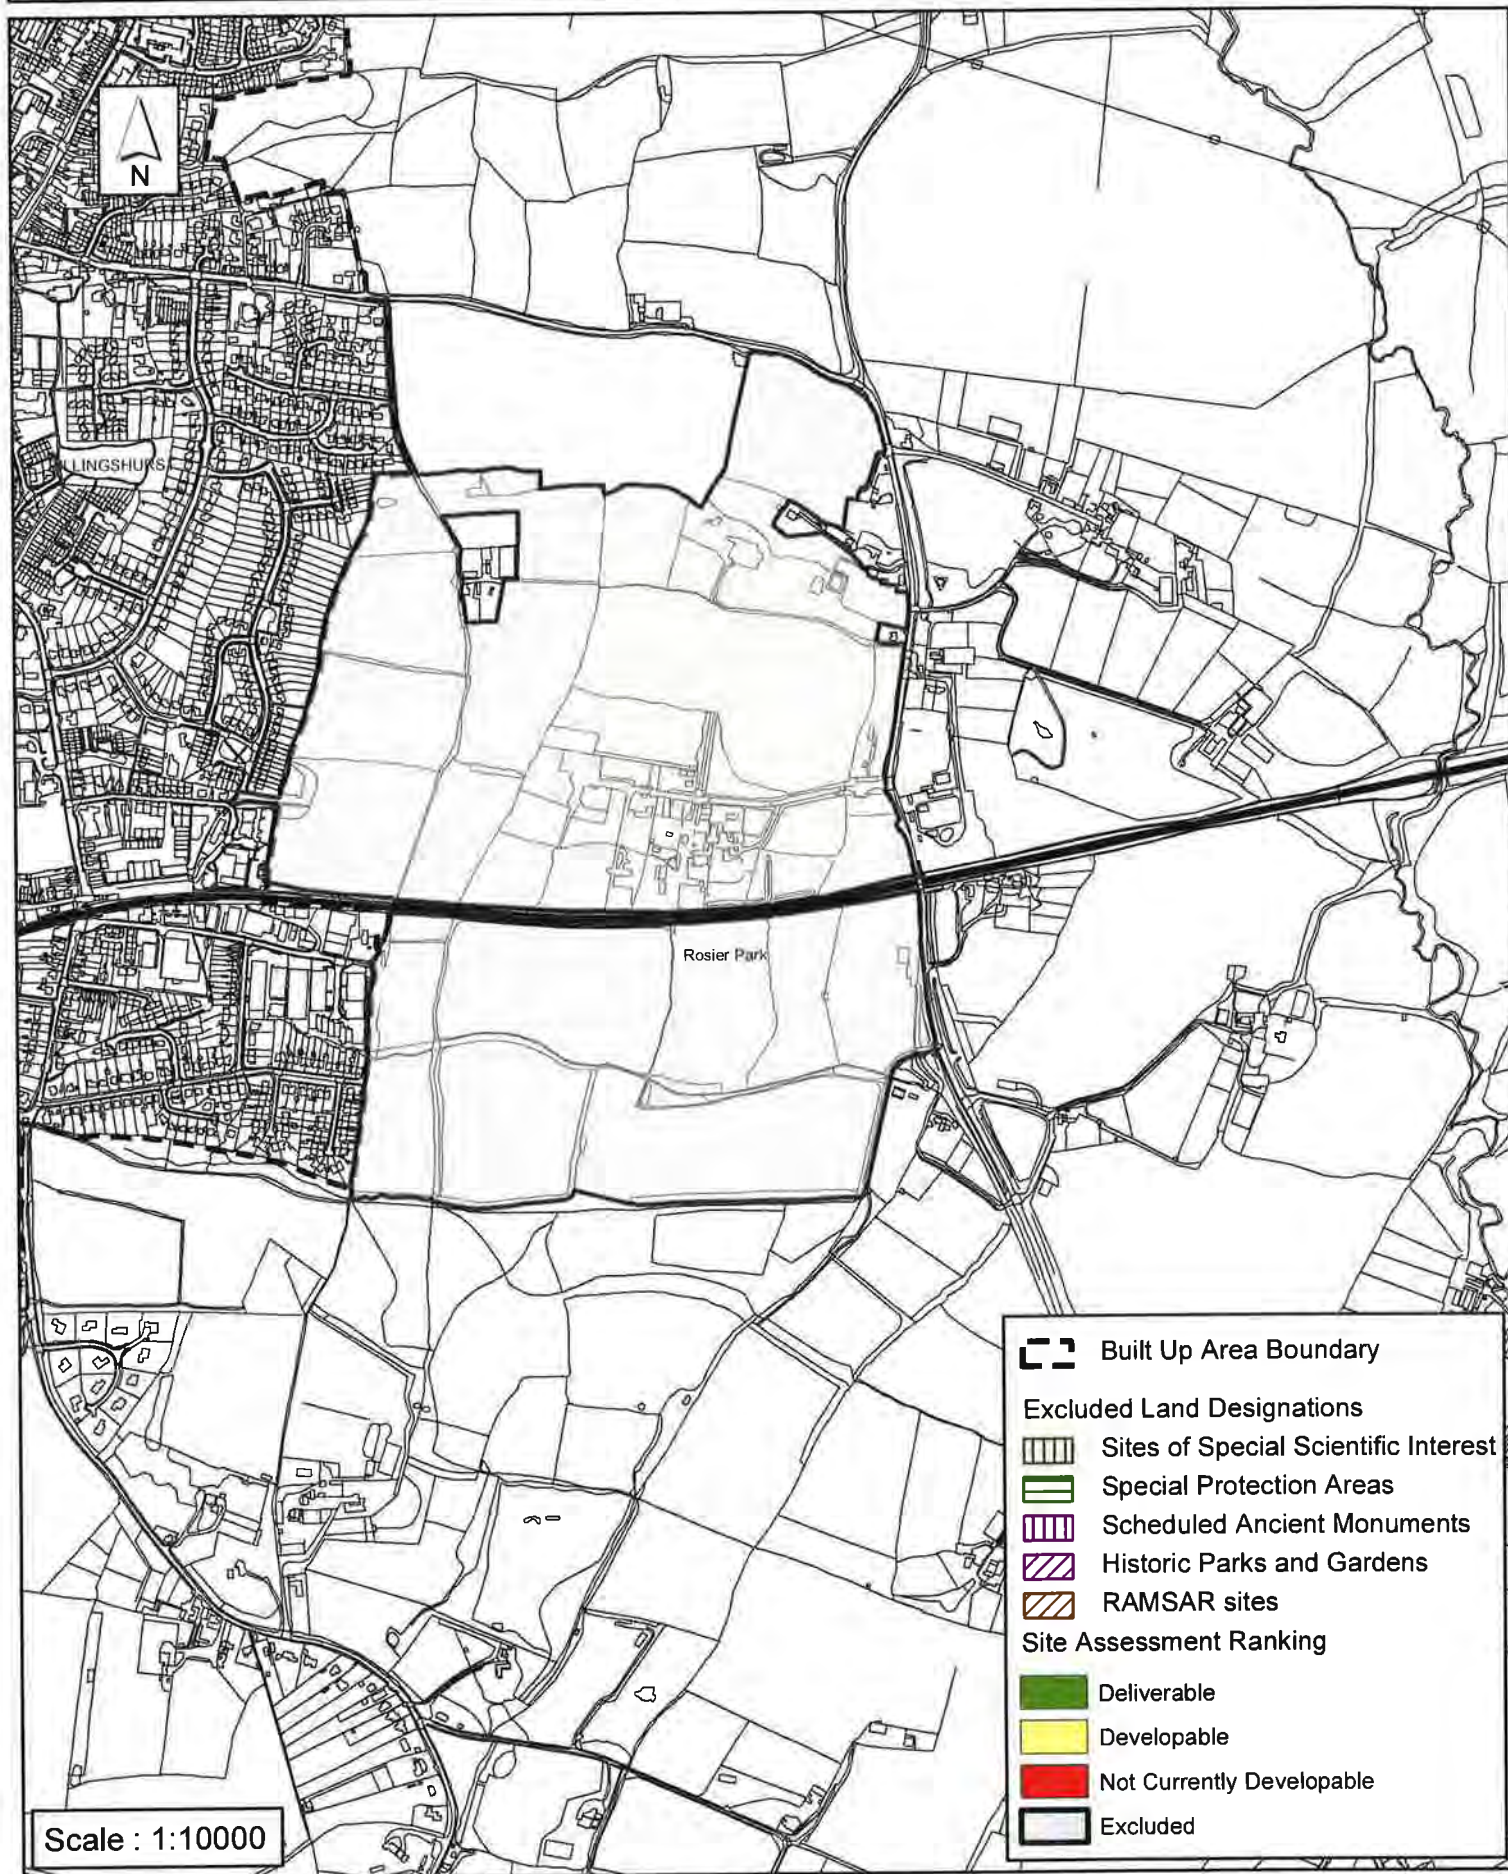 N
LLINGSHURS
Rosier Park
Built Up Area Boundary
Excluded Land Designations
Sites of Special Scientific Interest
Special Protection Areas
Scheduled Ancient Monuments
Historic Parks and Gardens
RAMSAR sites
Site Assessment Ranking
Deliverable
Developable
Not Currently Developable
Excluded
Scale : 1:10000